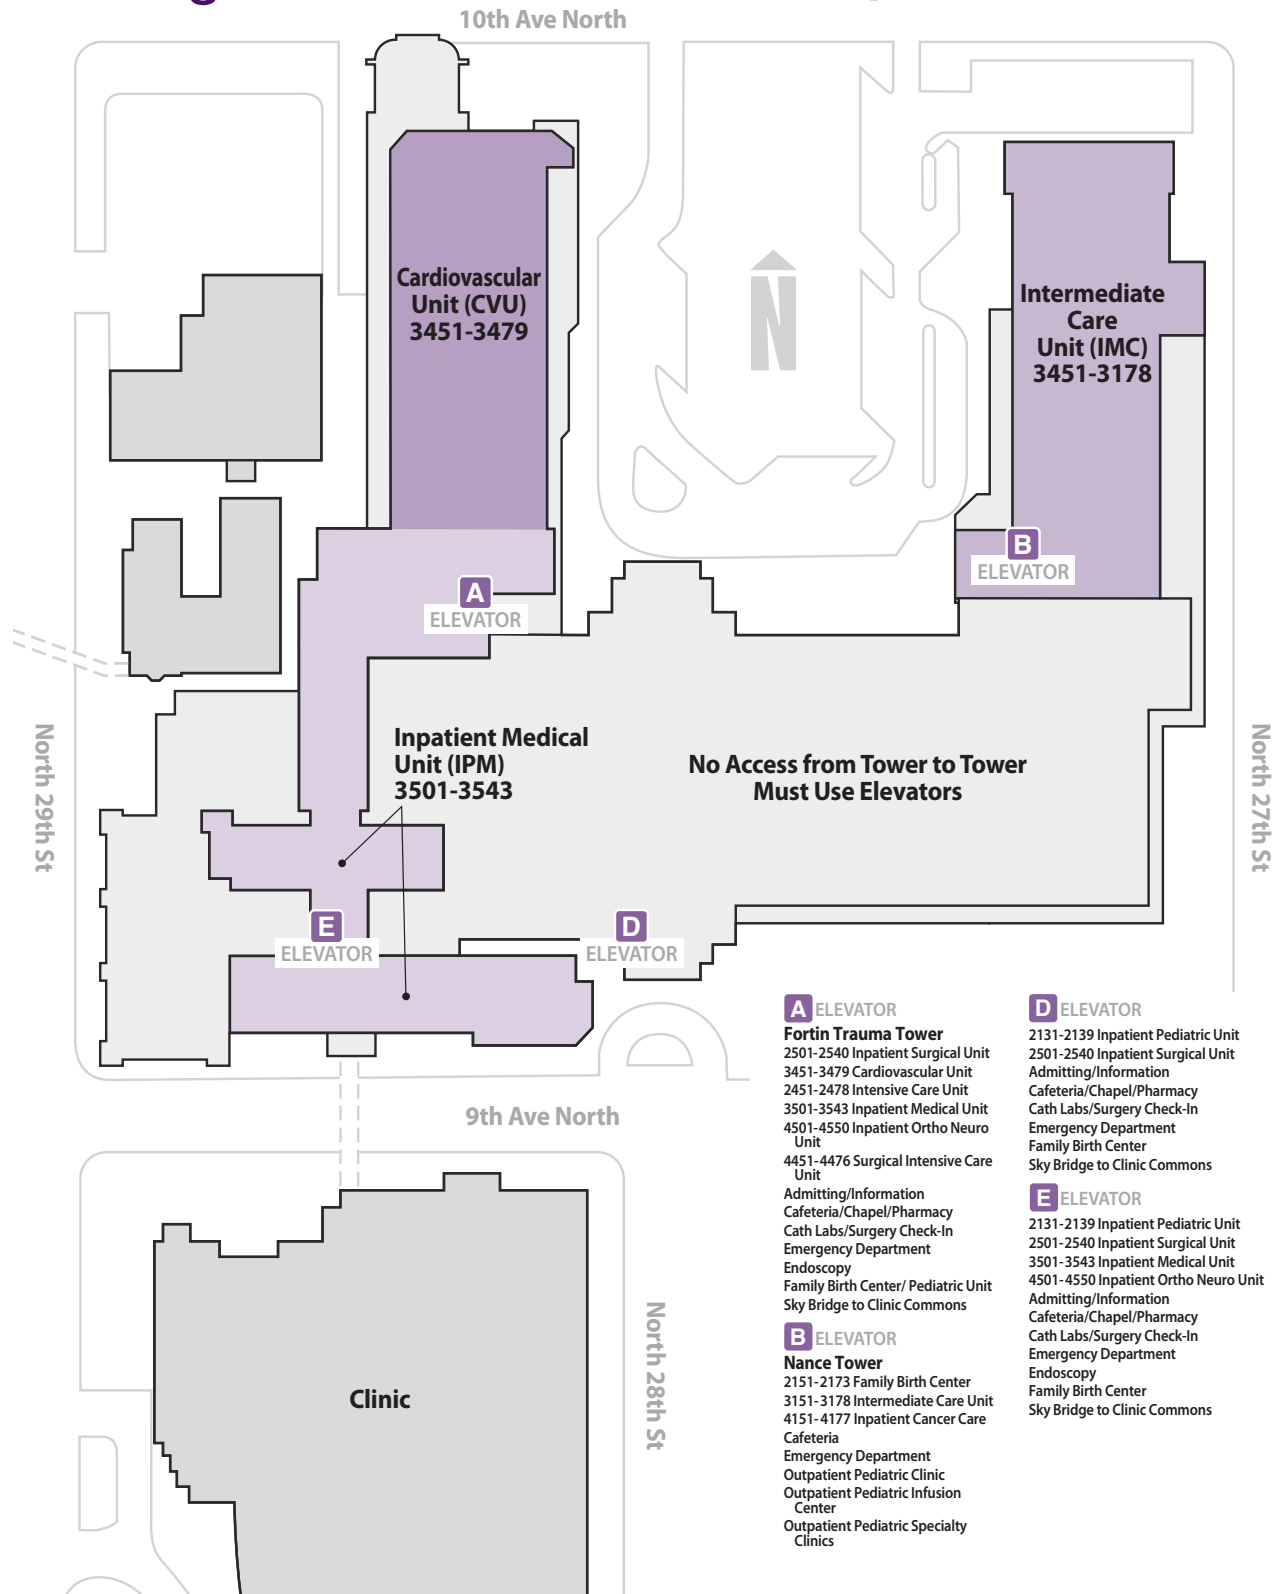 10th Ave North
Cardiovascular
Unit (CVU)
3451-3479
N
Intermediate
Care
Unit (IMC)
3451-3178
B
ELEVATOR
A
ELEVATOR
North 29th St
Inpatient Medical
Unit (IPM)
3501-3543
No Access from Tower to Tower
Must Use Elevators
North 27th St
E
ELEVATOR
D
ELEVATOR
A ELEVATOR
Fortin Trauma Tower
2501-2540 Inpatient Surgical Unit
3451-3479 Cardiovascular Unit
2451-2478 Intensive Care Unit
3501-3543 Inpatient Medical Unit
4501-4550 Inpatient Ortho Neuro
Unit
4451-4476 Surgical Intensive Care
Unit
Admitting/Information
Cafeteria/Chapel/Pharmacy
Cath Labs/Surgery Check-In
Emergency Department
Endoscopy
Family Birth Center/ Pediatric Unit
Sky Bridge to Clinic Commons
B ELEVATOR
Nance Tower
2151-2173 Family Birth Center
3151-3178 Intermediate Care Unit
4151-4177 Inpatient Cancer Care
Cafeteria
Emergency Department
Outpatient Pediatric Clinic
Outpatient Pediatric Infusion
Center
Outpatient Pediatric Specialty
Clinics
D ELEVATOR
2131-2139 Inpatient Pediatric Unit
2501-2540 Inpatient Surgical Unit
Admitting/Information
Cafeteria/Chapel/Pharmacy
Cath Labs/Surgery Check-In
Emergency Department
Family Birth Center
Sky Bridge to Clinic Commons
E ELEVATOR
2131-2139 Inpatient Pediatric Unit
2501-2540 Inpatient Surgical Unit
3501-3543 Inpatient Medical Unit
4501-4550 Inpatient Ortho Neuro Unit
Admitting/Information
Cafeteria/Chapel/Pharmacy
Cath Labs/Surgery Check-In
Emergency Department
Endoscopy
Family Birth Center
Sky Bridge to Clinic Commons
9th Ave North
North 28th St
Clinic